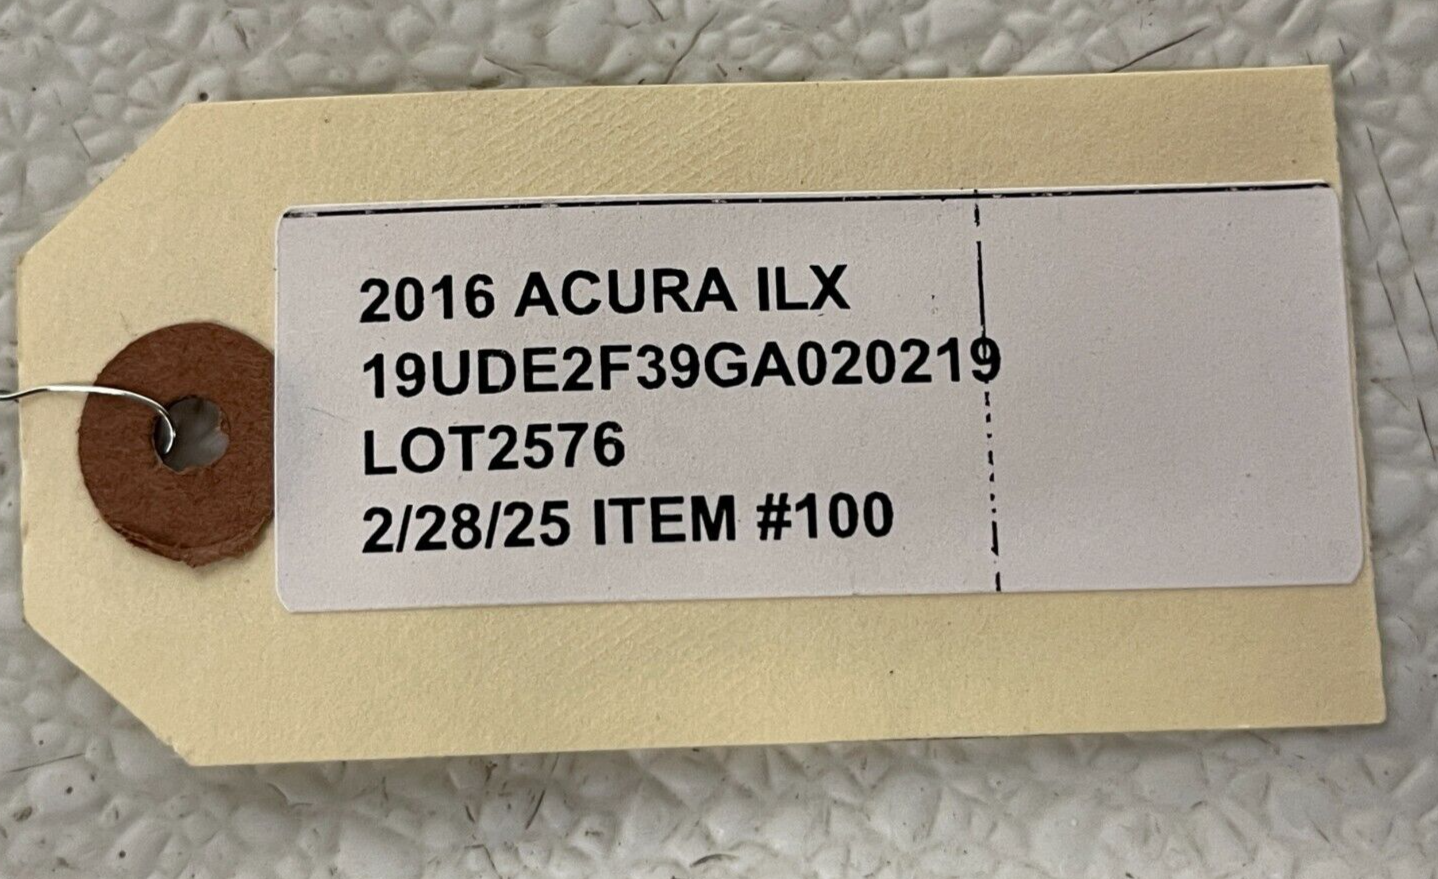 2016 ACURA ILX
19UDE2F39GA020219
LOT2576
2/28/25 ITEM #100